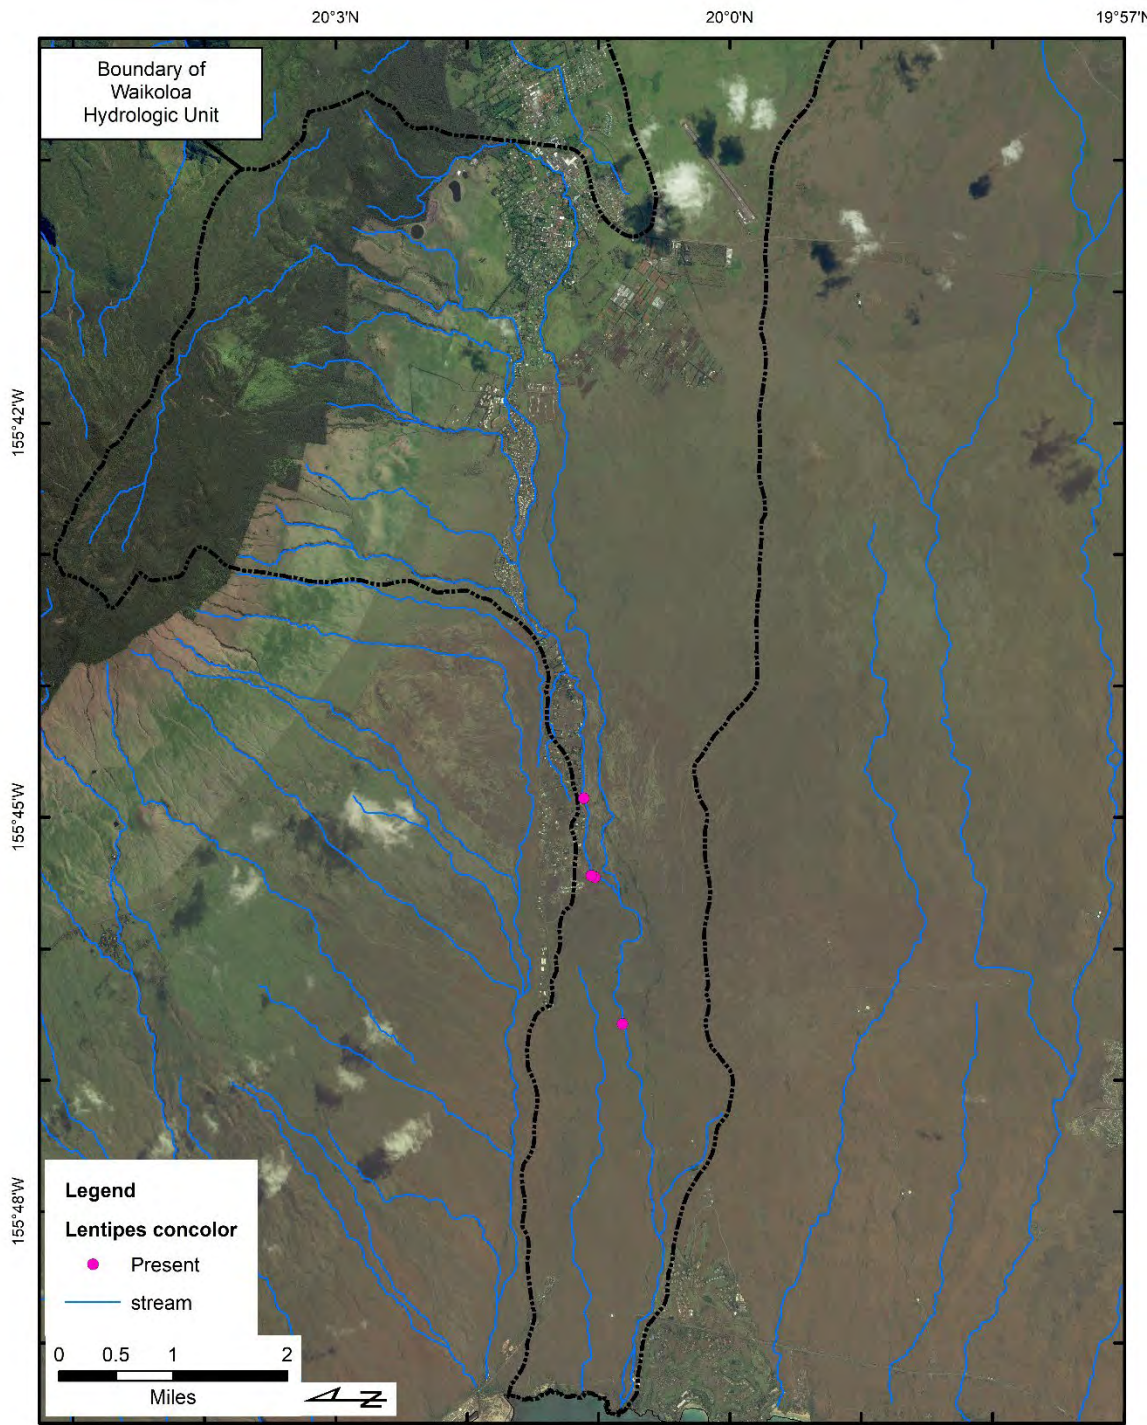 20°3'N
20°0'N
19°57'N
Boundary of
Waikoloa
Hydrologic Unit
155°42'W
155°45'W
155°48'W
Legend
Lentipes concolor
Present
stream
0 0.5 1 2
Miles
N